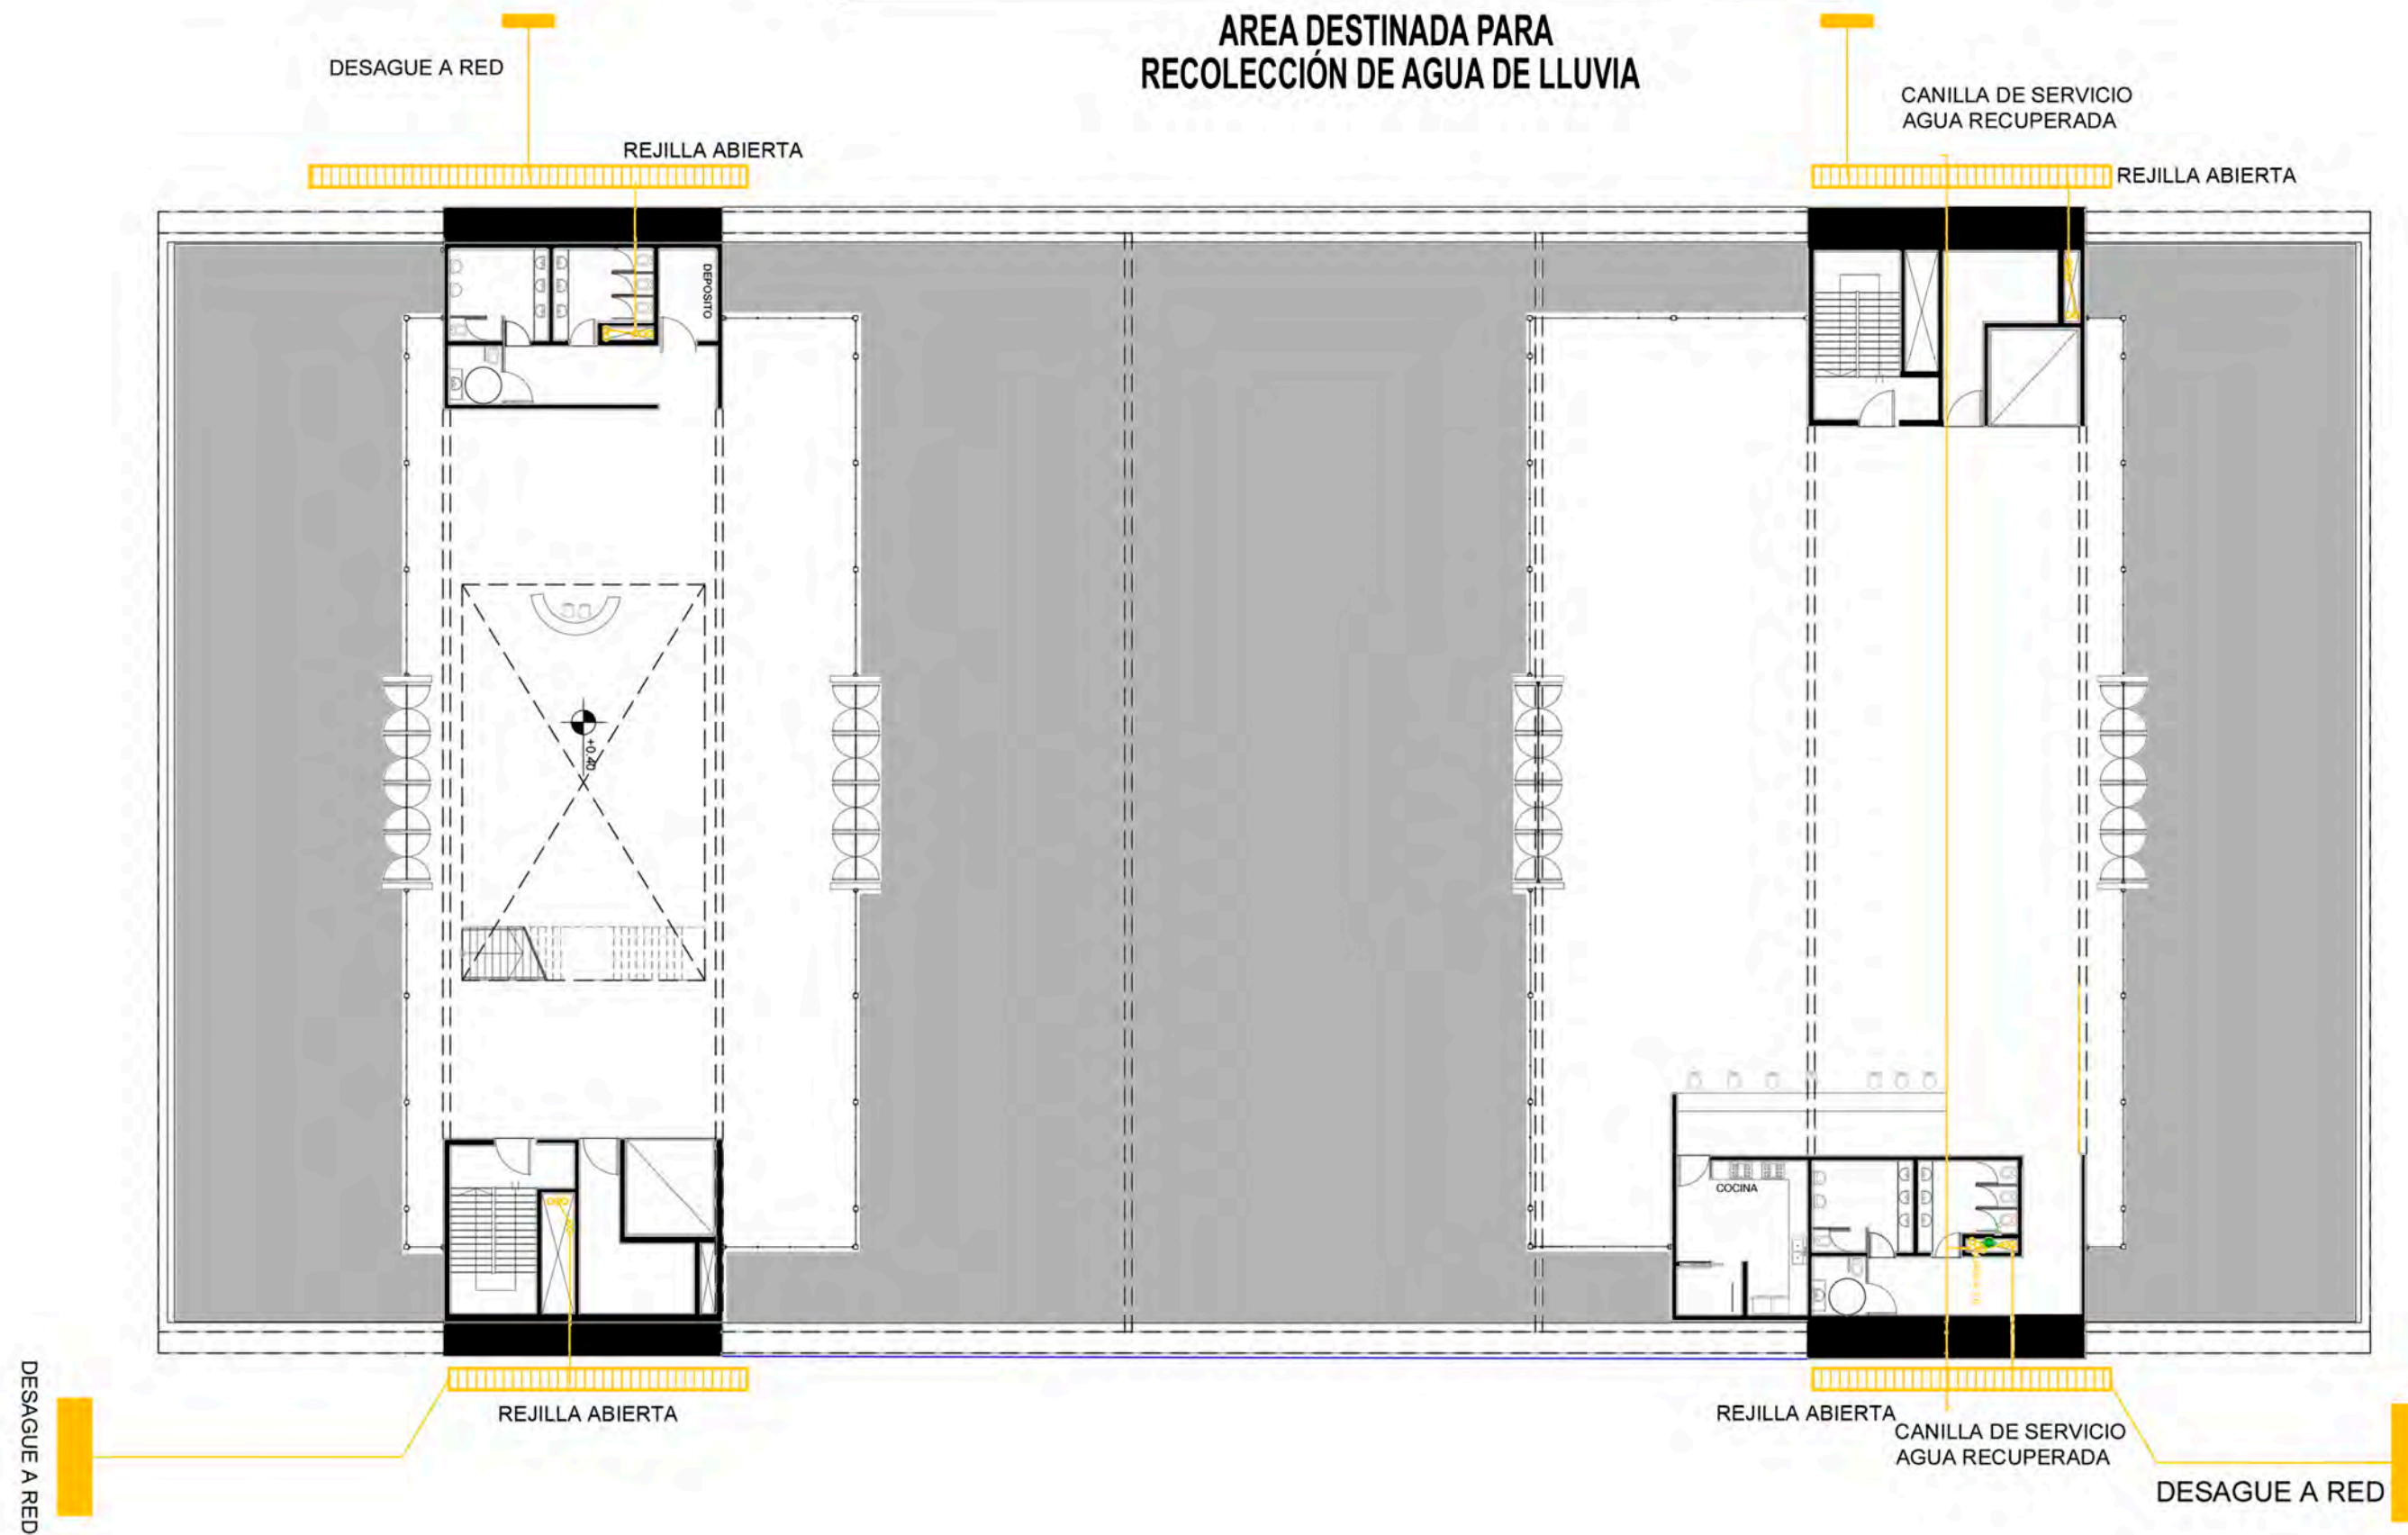 AREA DESTINADA PARA
RECOLECCIÓN DE AGUA DE LLUVIA
DESAGUE A RED
CANILLA DE SERVICIO
AGUA RECUPERADA
REJILLA ABIERTA
REJILLA ABIERTA
DEPOSITO
+0.40
COCINA
DESAGUE A RED
REJILLA ABIERTA
REJILLA ABIERTA
CANILLA DE SERVICIO
AGUA RECUPERADA
DESAGUE A RED